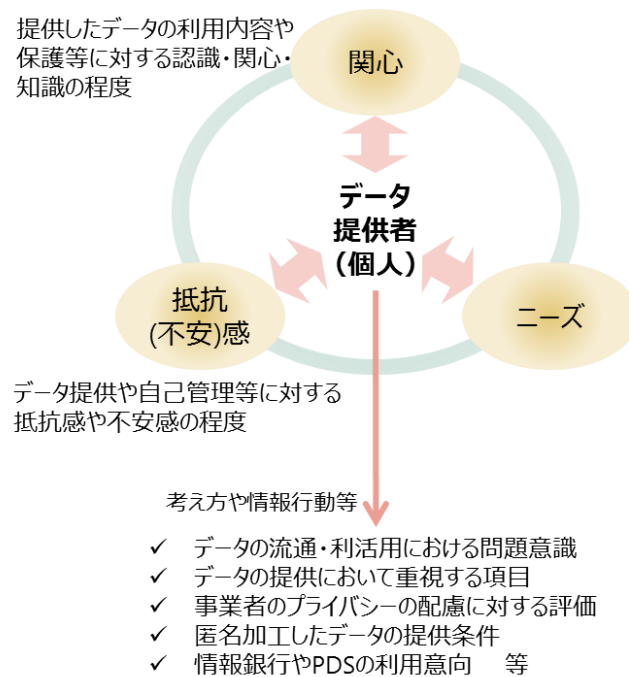 提供したデータの利用内容や
保護等に対する認識・関心・
知識の程度
関心
データ
提供者
(個人)
抵抗
(不安)感
ニーズ
データ提供や自己管理等に対する
抵抗感や不安感の程度
考え方や情報行動等
✓ データの流通・利活用における問題意識
✓ データの提供において重視する項目
✓ 事業者のプライバシーの配慮に対する評価
✓ 匿名加工したデータの提供条件
✓ 情報銀行やPDSの利用意向 等